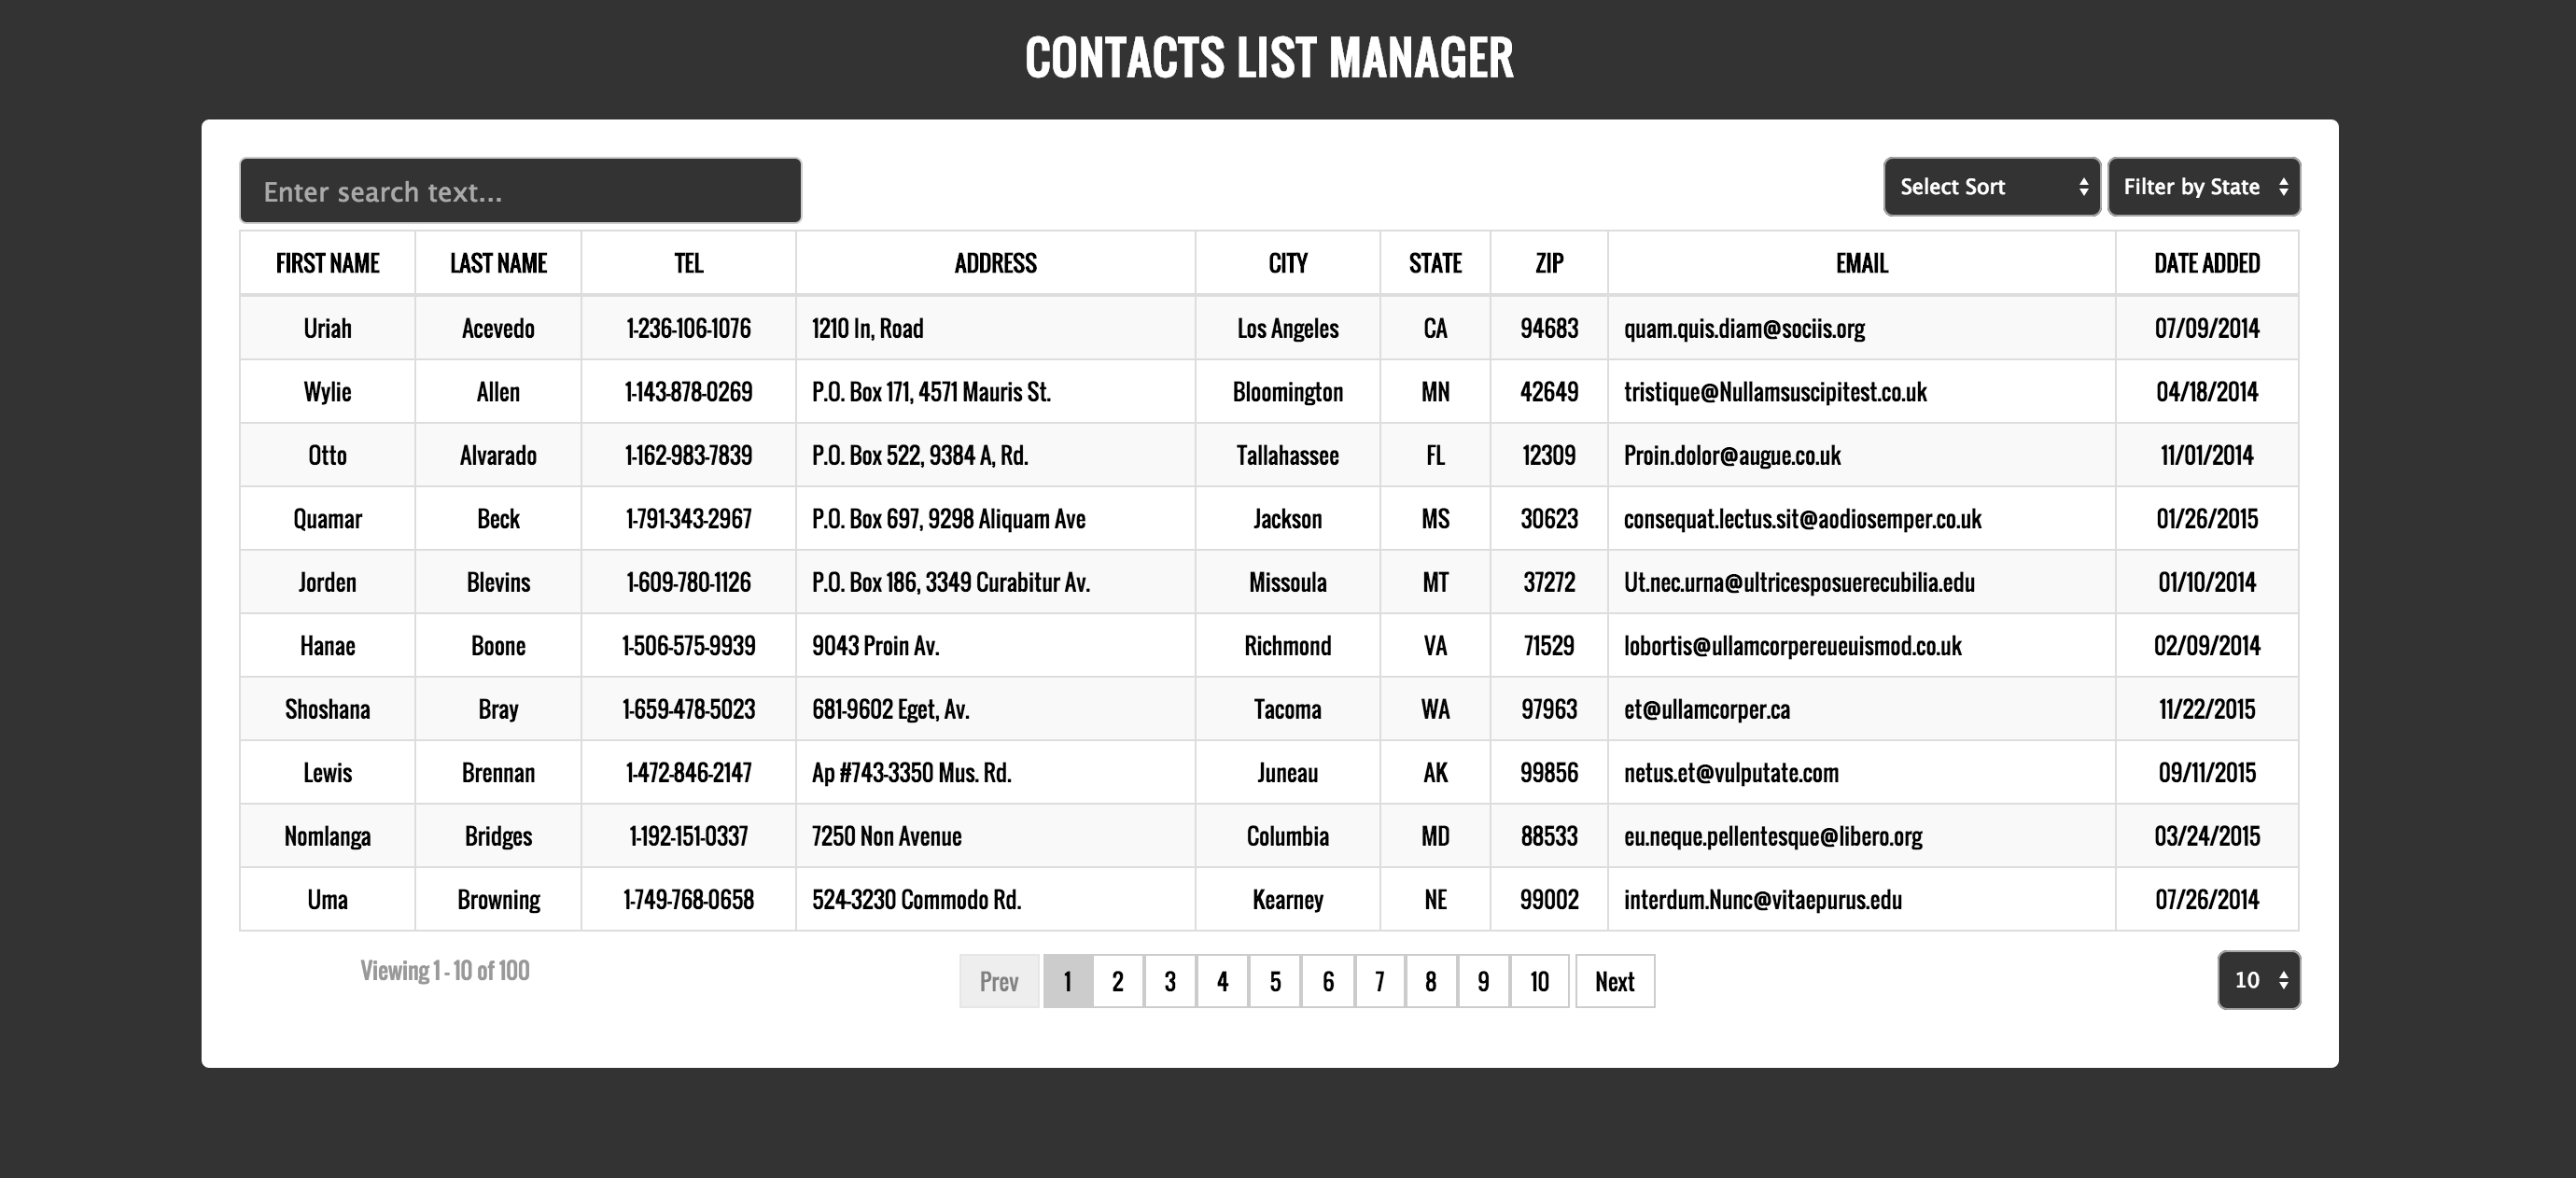 CONTACTS LIST MANAGER
Enter search text...
Select Sort Filter by State
FIRST NAME LAST NAME TEL ADDRESS CITY STATE ZIP EMAIL DATE ADDED
Uriah Acevedo 1-236-106-1076 1210 In, Road Los Angeles CA 94683 quam.quis.diam@sociis.org 07/09/2014
Wylie Allen 1-143-878-0269 P.O. Box 171, 4571 Mauris St. Bloomington MN 42649 tristique@Nullamsuscipitest.co.uk 04/18/2014
Otto Alvarado 1-162-983-7839 P.O. Box 522, 9384 A, Rd. Tallahassee FL 12309 Proin.dolor@augue.co.uk 11/01/2014
Quamar Beck 1-791-343-2967 P.O. Box 697, 9298 Aliquam Ave Jackson MS 30623 consequat.lectus.sit@aodiosemper.co.uk 01/26/2015
Jorden Blevins 1-609-780-1126 P.O. Box 186, 3349 Curabitur Av. Missoula MT 37272 Ut.nec.urna@ultricesposuerecubilia.edu 01/10/2014
Hanae Boone 1-506-575-9939 9043 Proin Av. Richmond VA 71529 lobortis@ullamcorpereueuismod.co.uk 02/09/2014
Shoshana Bray 1-659-478-5023 681-9602 Eget, Av. Tacoma WA 97963 et@ullamcorper.ca 11/22/2015
Lewis Brennan 1-472-846-2147 Ap #743-3350 Mus. Rd. Juneau AK 99856 netus.et@vulputate.com 09/11/2015
Nomlanga Bridges 1-192-151-0337 7250 Non Avenue Columbia MD 88533 eu.neque.pellentesque@libero.org 03/24/2015
Uma Browning 1-749-768-0658 524-3230 Commodo Rd. Kearney NE 99002 interdum.Nunc@vitaepurus.edu 07/26/2014
Viewing 1 - 10 of 100
Prev 1 2 3 4 5 6 7 8 9 10 Next
10